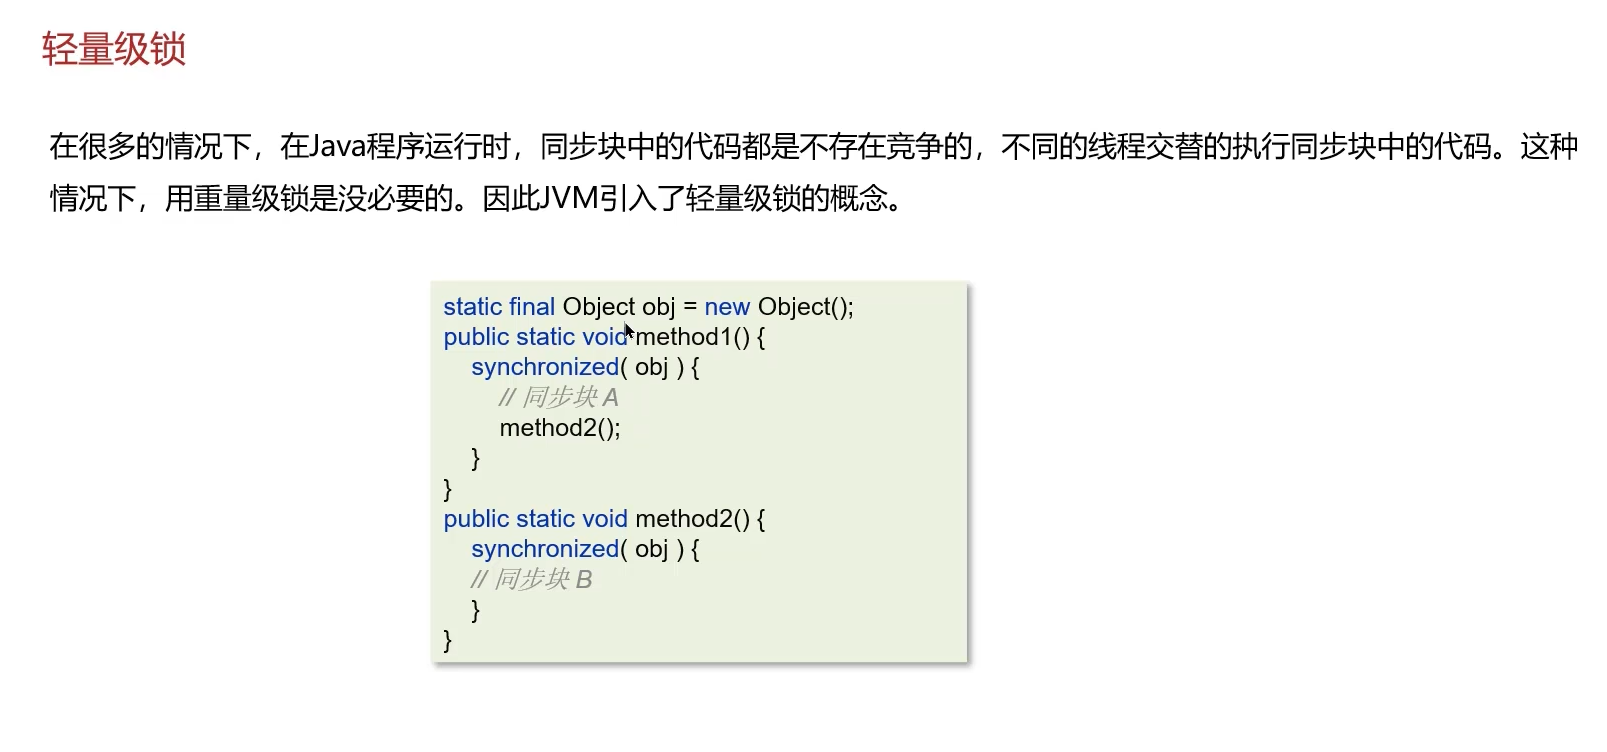 轻量级锁
在很多的情况下，在Java程序运行时，同步块中的代码都是不存在竞争的，不同的线程交替的执行同步块中的代码。这种
情况下，用重量级锁是没必要的。因此JVM引入了轻量级锁的概念。
static final Object obj = new Object();
public static void method1() {
synchronized( obj ) {
// 同步块 A
method2();
}
}
public static void method2() {
synchronized( obj ) {
// 同步块 B
}
}